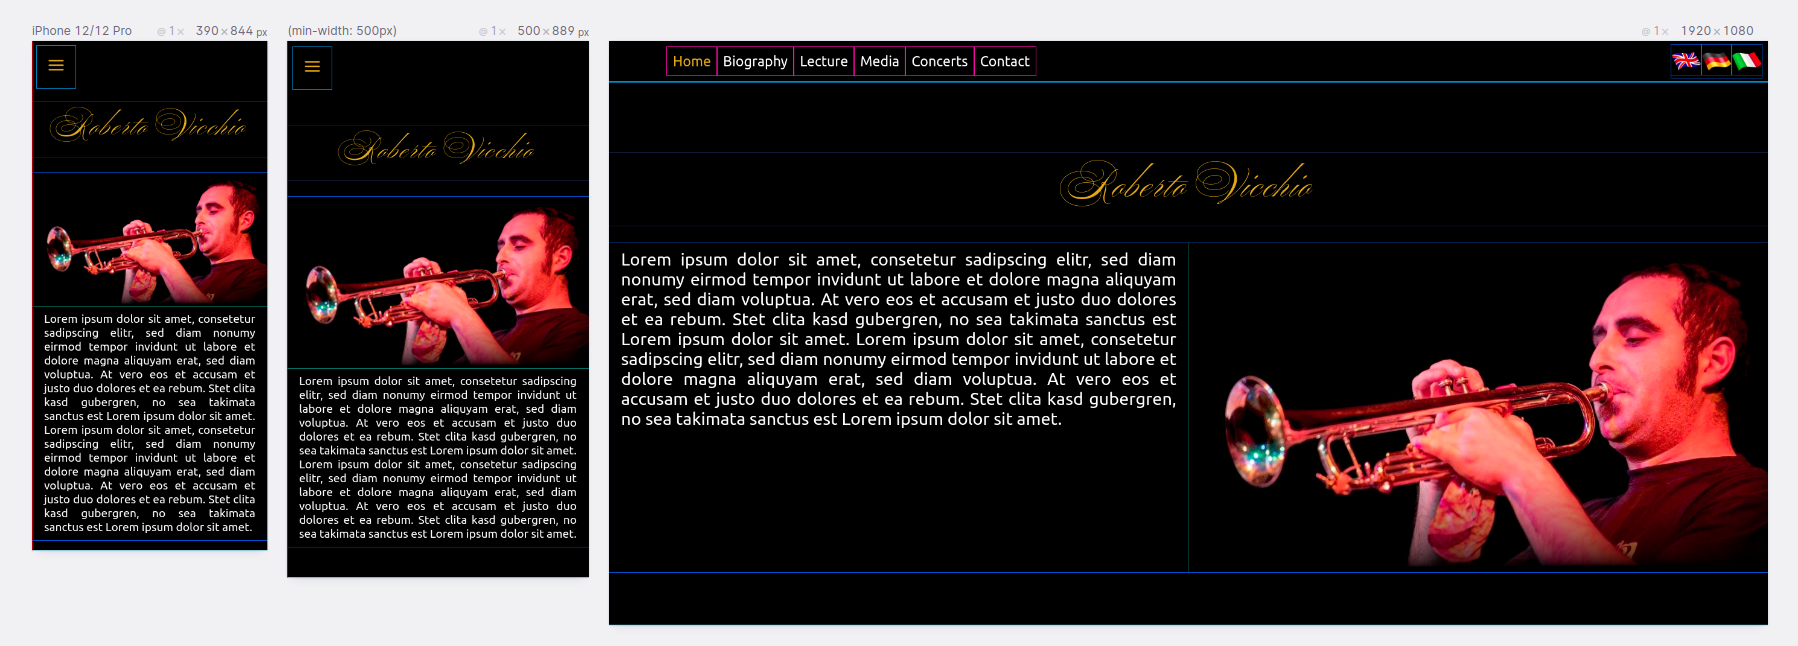 iPhone 12/12 Pro
@ 1× 390×844 px
Roberto Vicchio
Lorem ipsum dolor sit amet, consetetur
sadipscing elitr, sed diam nonumy
eirmod tempor invidunt ut labore et
dolore magna aliquyam erat, sed diam
voluptua. At vero eos et accusam et
justo duo dolores et ea rebum. Stet clita
kasd gubergren, no sea takimata
sanctus est Lorem ipsum dolor sit amet.
Lorem ipsum dolor sit amet, consetetur
sadipscing elitr, sed diam nonumy
eirmod tempor invidunt ut labore et
dolore magna aliquyam erat, sed diam
voluptua. At vero eos et accusam et
justo duo dolores et ea rebum. Stet clita
kasd gubergren, no sea takimata
sanctus est Lorem ipsum dolor sit amet.
(min-width: 500px)
@ 1× 500×889 px
Roberto Vicchio
Lorem ipsum dolor sit amet, consetetur sadipscing
elitr, sed diam nonumy eirmod tempor invidunt ut
labore et dolore magna aliquyam erat, sed diam
voluptua. At vero eos et accusam et justo duo
dolores et ea rebum. Stet clita kasd gubergren, no
sea takimata sanctus est Lorem ipsum dolor sit amet.
Lorem ipsum dolor sit amet, consetetur sadipscing
elitr, sed diam nonumy eirmod tempor invidunt ut
labore et dolore magna aliquyam erat, sed diam
voluptua. At vero eos et accusam et justo duo
dolores et ea rebum. Stet clita kasd gubergren, no
sea takimata sanctus est Lorem ipsum dolor sit amet.
@ 1× 1920×1080
Home Biography Lecture Media Concerts Contact
Roberto Vicchio
Lorem ipsum dolor sit amet, consetetur sadipscing elitr, sed diam
nonumy eirmod tempor invidunt ut labore et dolore magna aliquyam
erat, sed diam voluptua. At vero eos et accusam et justo duo dolores
et ea rebum. Stet clita kasd gubergren, no sea takimata sanctus est
Lorem ipsum dolor sit amet. Lorem ipsum dolor sit amet, consetetur
sadipscing elitr, sed diam nonumy eirmod tempor invidunt ut labore et
dolore magna aliquyam erat, sed diam voluptua. At vero eos et
accusam et justo duo dolores et ea rebum. Stet clita kasd gubergren,
no sea takimata sanctus est Lorem ipsum dolor sit amet.